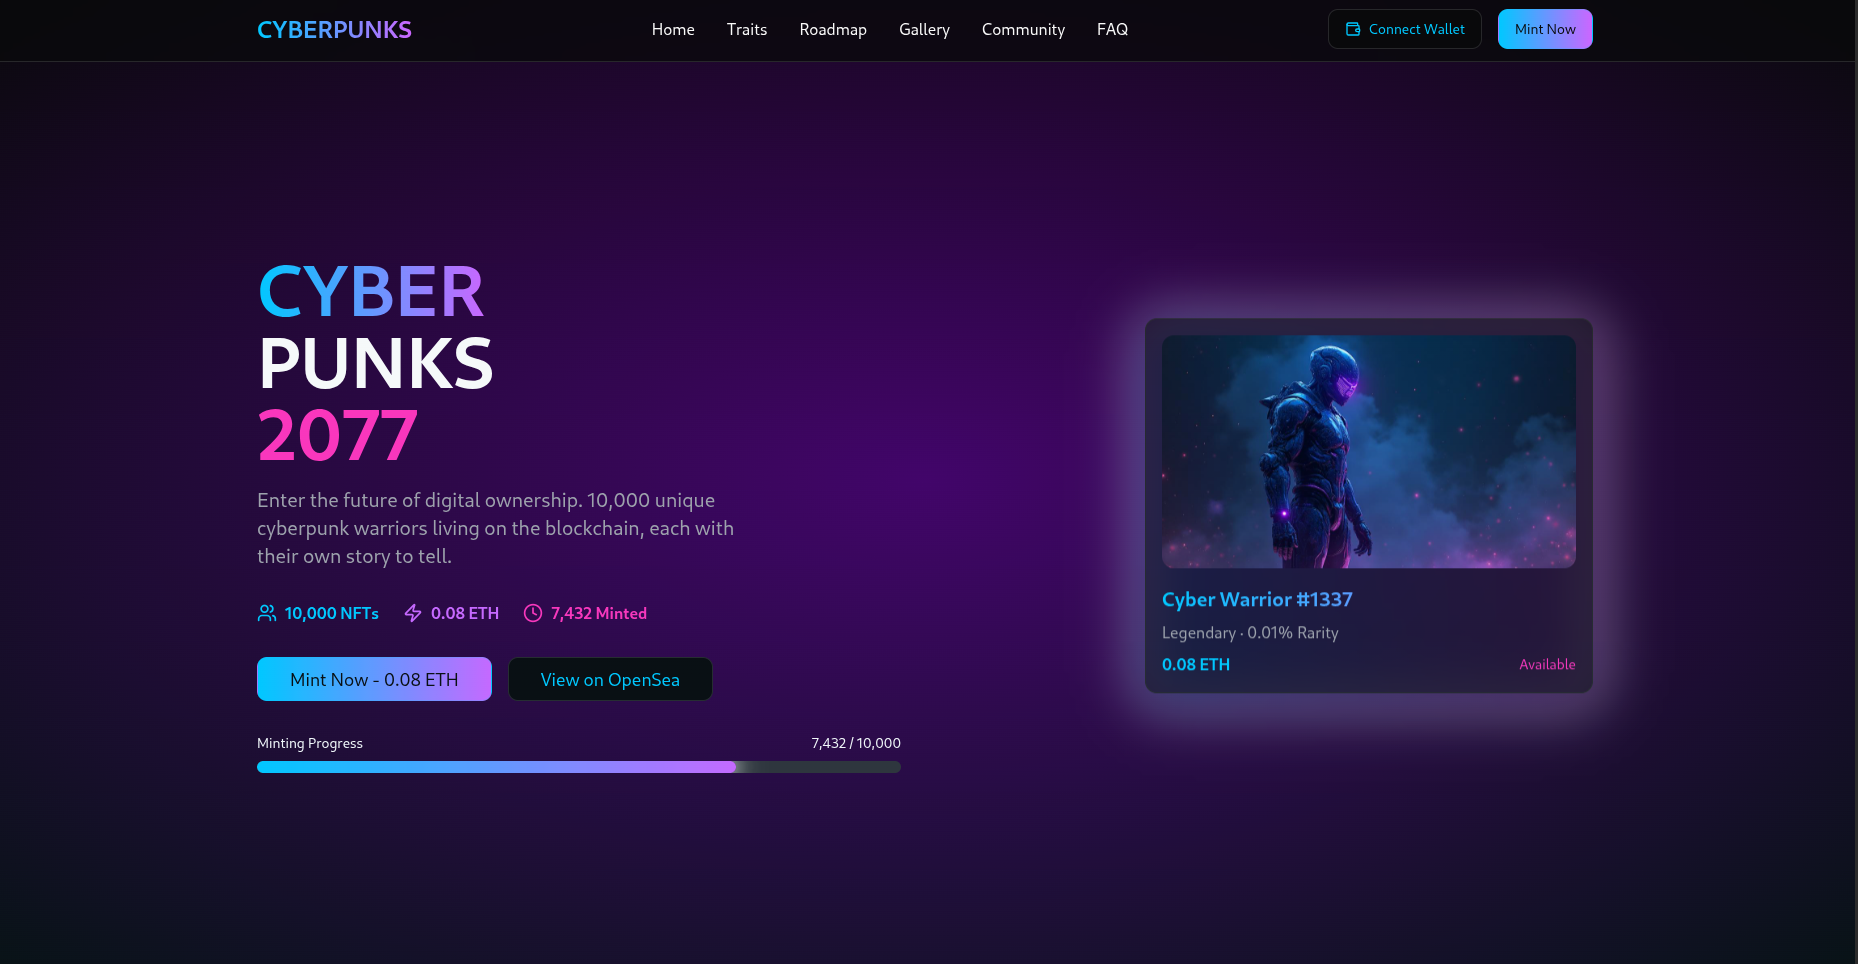 CYBERPUNKS
Home
Traits
Roadmap
Gallery
Community
FAQ
Connect Wallet
Mint Now
CYBER
PUNKS
2077
Enter the future of digital ownership. 10,000 unique
cyberpunk warriors living on the blockchain, each with
their own story to tell.
10,000 NFTs
0.08 ETH
7,432 Minted
Mint Now - 0.08 ETH
View on OpenSea
Minting Progress
7,432 / 10,000
Cyber Warrior #1337
Legendary · 0.01% Rarity
0.08 ETH
Available